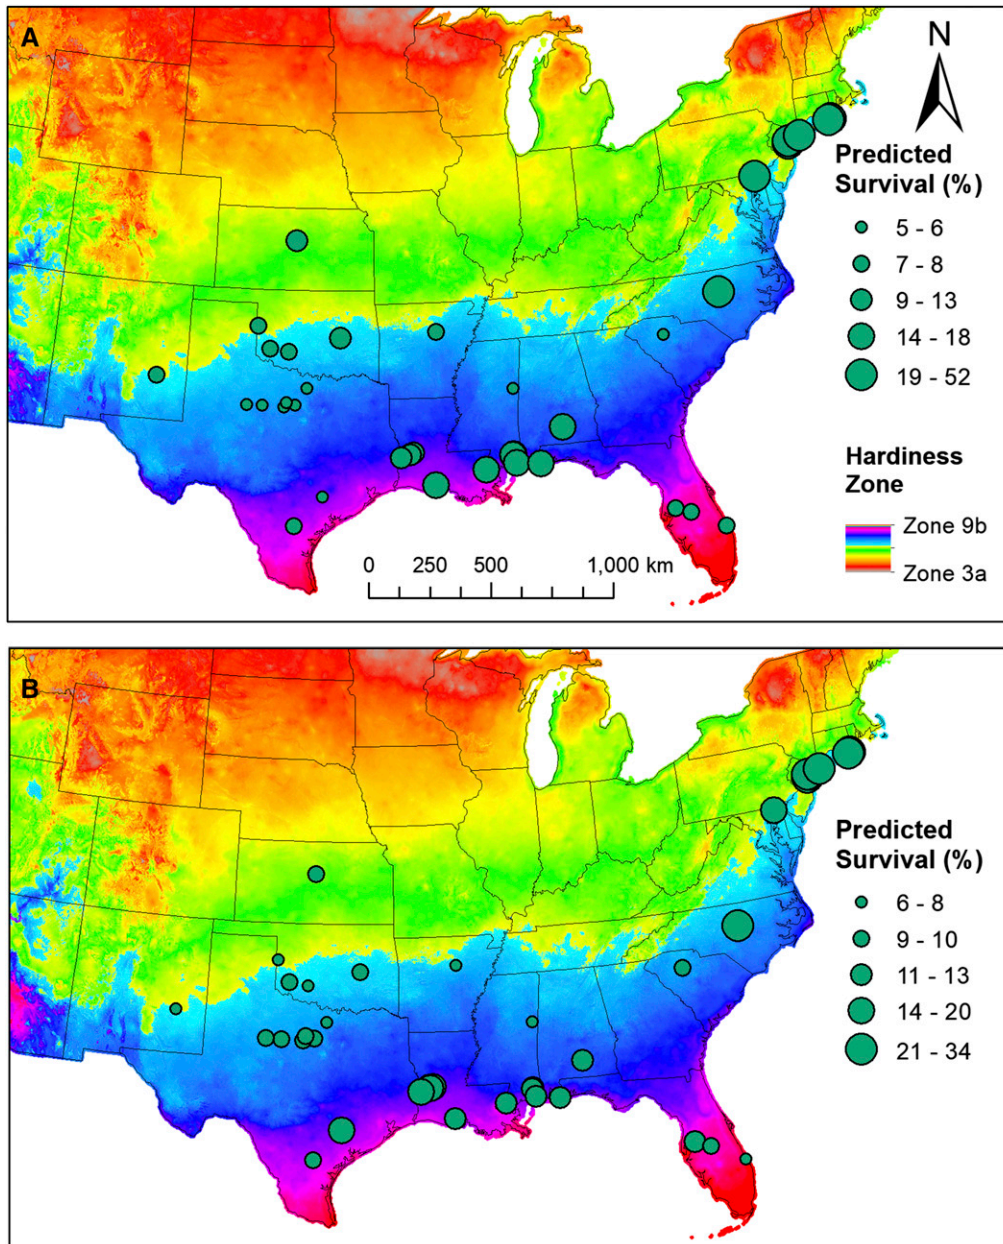 A
N
Predicted
Survival (%)
5 - 6
7 - 8
9 - 13
14 - 18
19 - 52
Hardiness
Zone
Zone 9b
Zone 3a
0 250 500 1,000 km
B
Predicted
Survival (%)
6 - 8
9 - 10
11 - 13
14 - 20
21 - 34